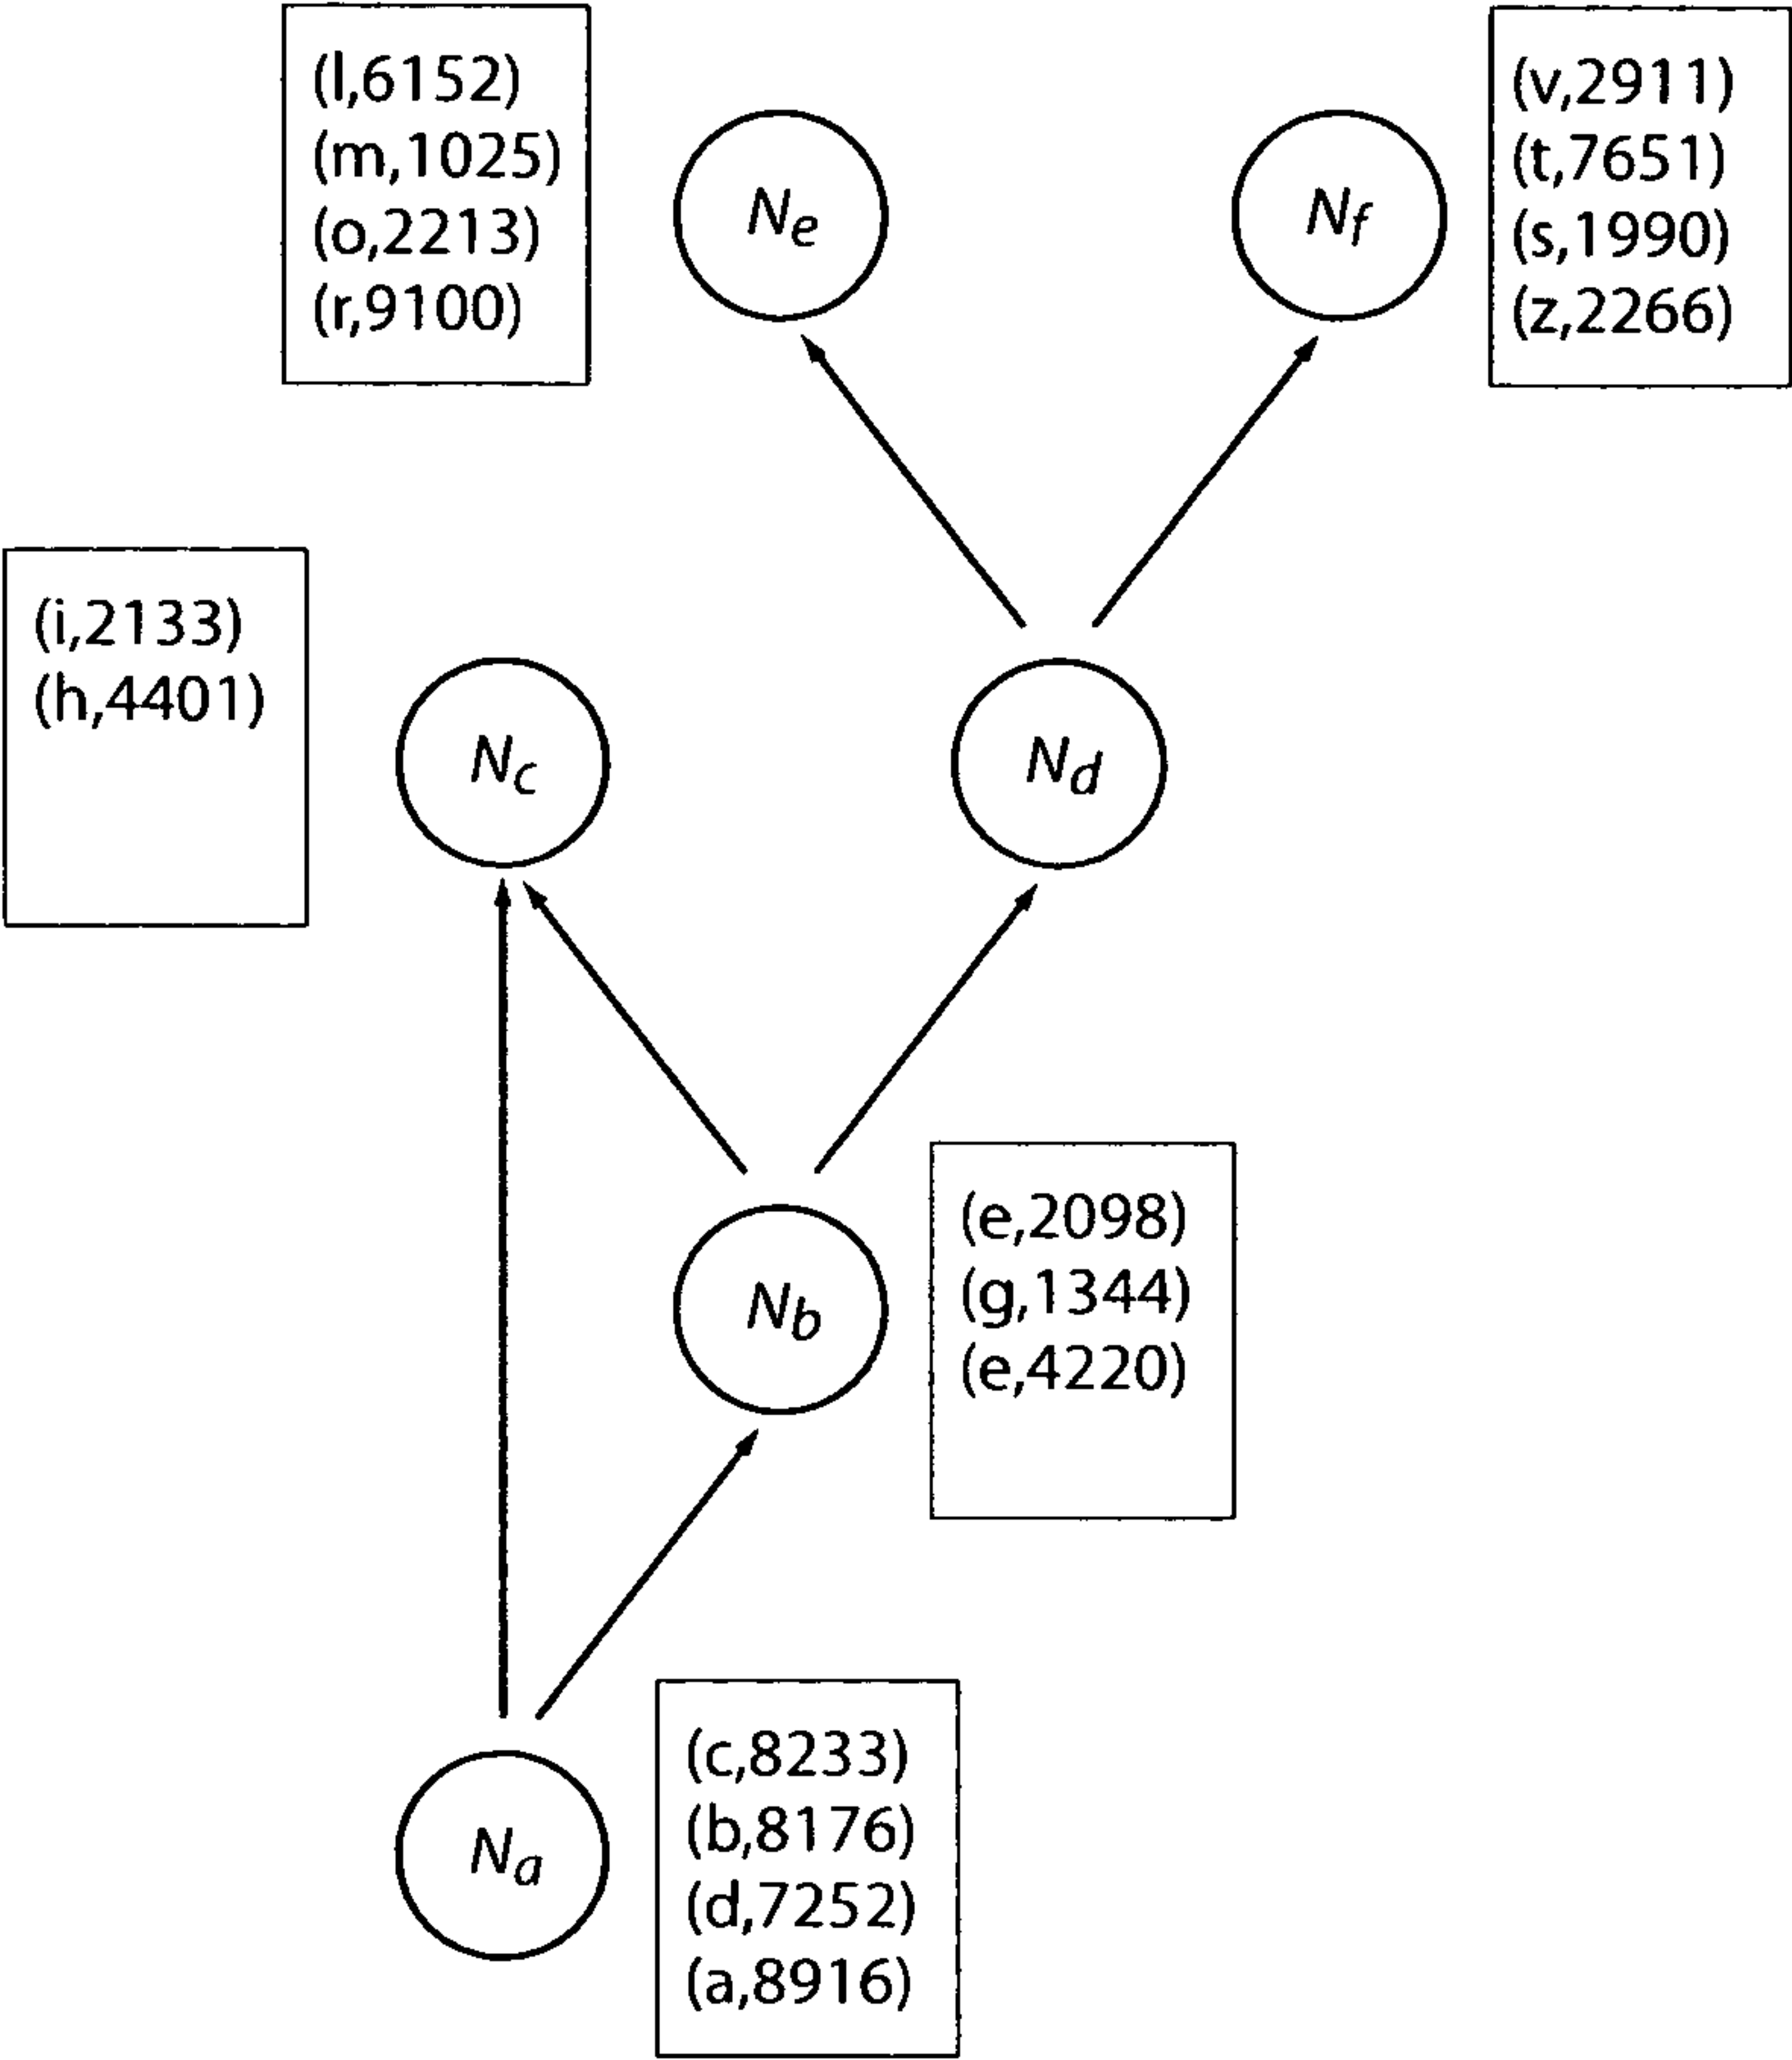 (l,6152)
(m,1025)
(o,2213)
(r,9100)
Ne
Nf
(v,2911)
(t,7651)
(s,1990)
(z,2266)
(i,2133)
(h,4401)
Nc
Nd
Nb
(e,2098)
(g,1344)
(e,4220)
Na
(c,8233)
(b,8176)
(d,7252)
(a,8916)